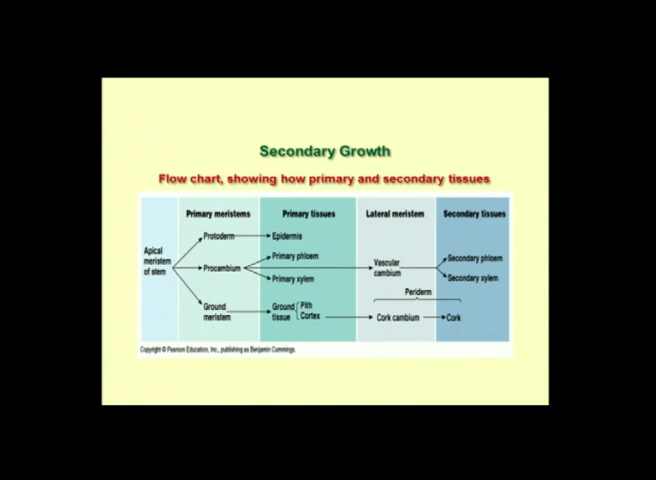 Secondary Growth
Flow chart, showing how primary and secondary tissues
Primary meristems
Primary tissues
Lateral meristem
Secondary tissues
Apical
meristem
of stem
Protoderm
Epidermis
Procambium
Primary phloem
Primary xylem
Vascular
cambium
Secondary phloem
Secondary xylem
Periderm
Ground
meristem
Ground
tissue
Pith
Cortex
Cork cambium
Cork
Copyright © Pearson Education, Inc., publishing as Benjamin Cummings.